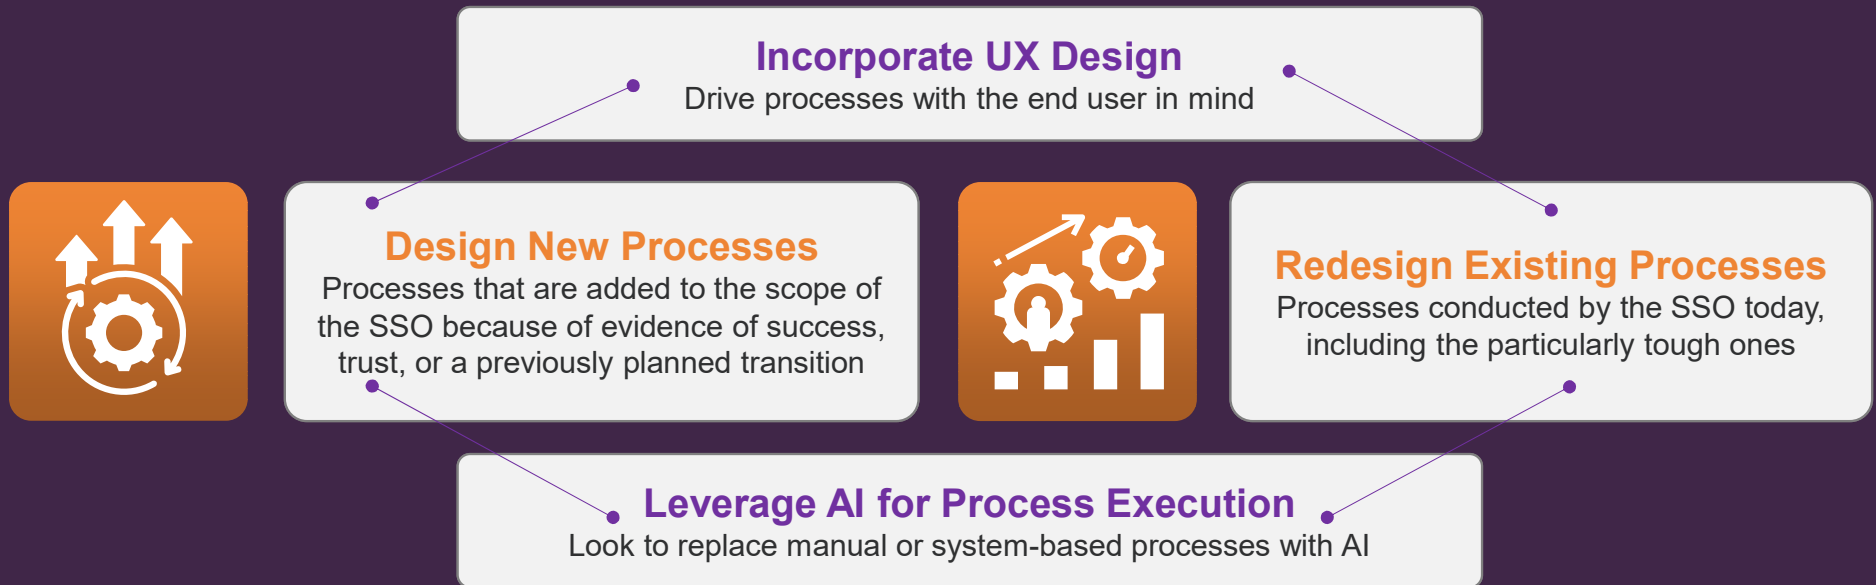 Incorporate UX Design
Drive processes with the end user in mind
Design New Processes
Processes that are added to the scope of
the SSO because of evidence of success,
trust, or a previously planned transition
Redesign Existing Processes
Processes conducted by the SSO today,
including the particularly tough ones
Leverage AI for Process Execution
Look to replace manual or system-based processes with AI